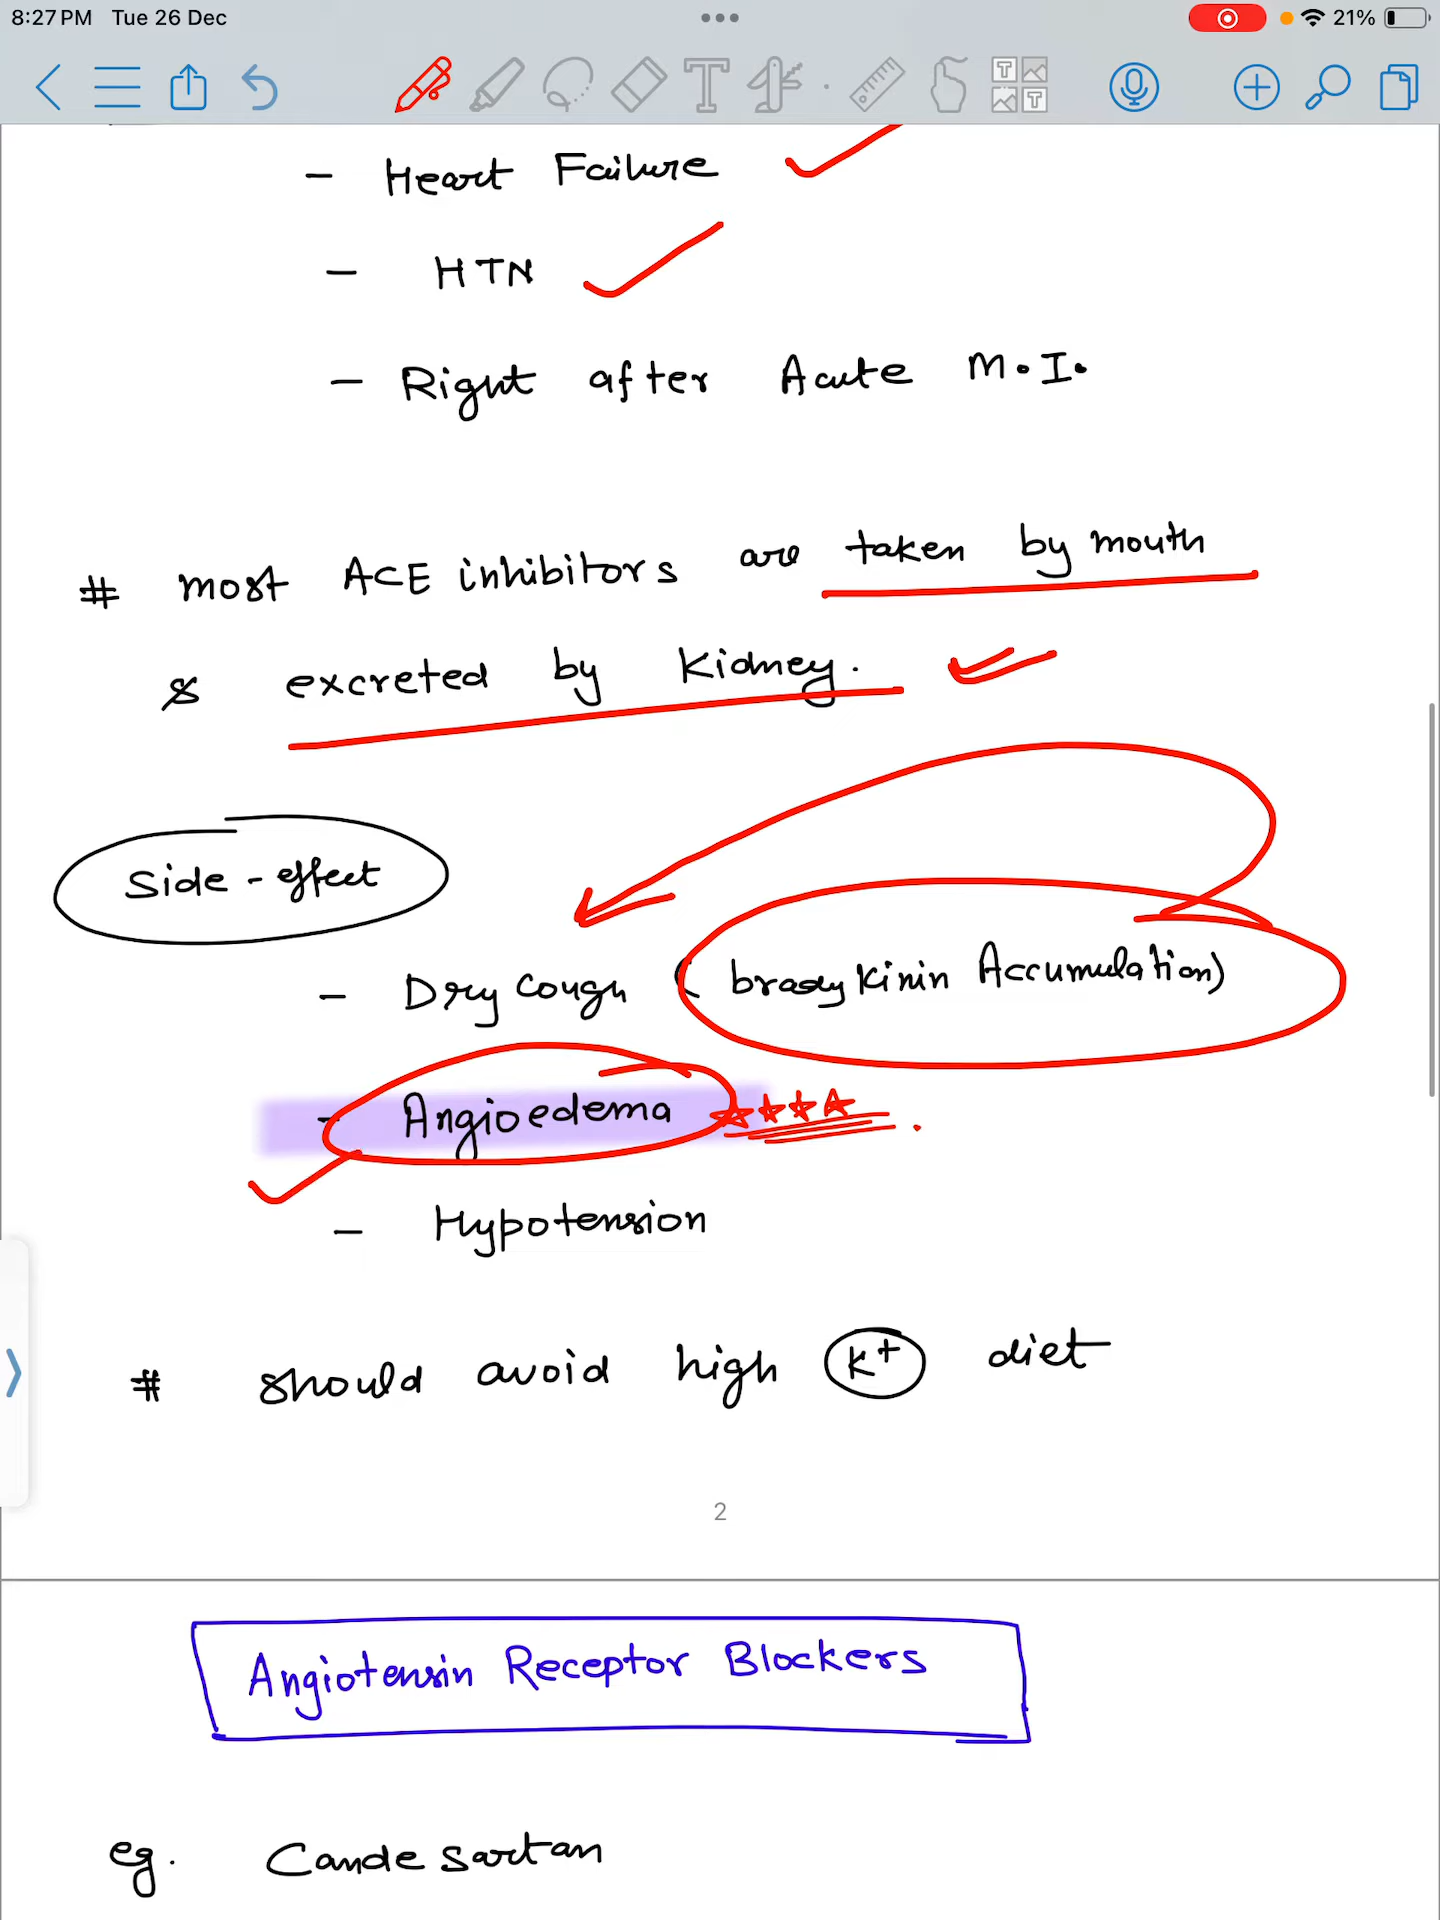 8:27 PM Tue 26 Dec
21%
- Heart Failure
- HTN
- Right after Acute M.I.
# most ACE inhibitors are taken by mouth
& excreted by Kidney.
Side-effect
- Dry cough (bradykinin Accumulation)
- Angioedema
- Hypotension
# should avoid high K+ diet
2
Angiotensin Receptor Blockers
eg. Candesartan